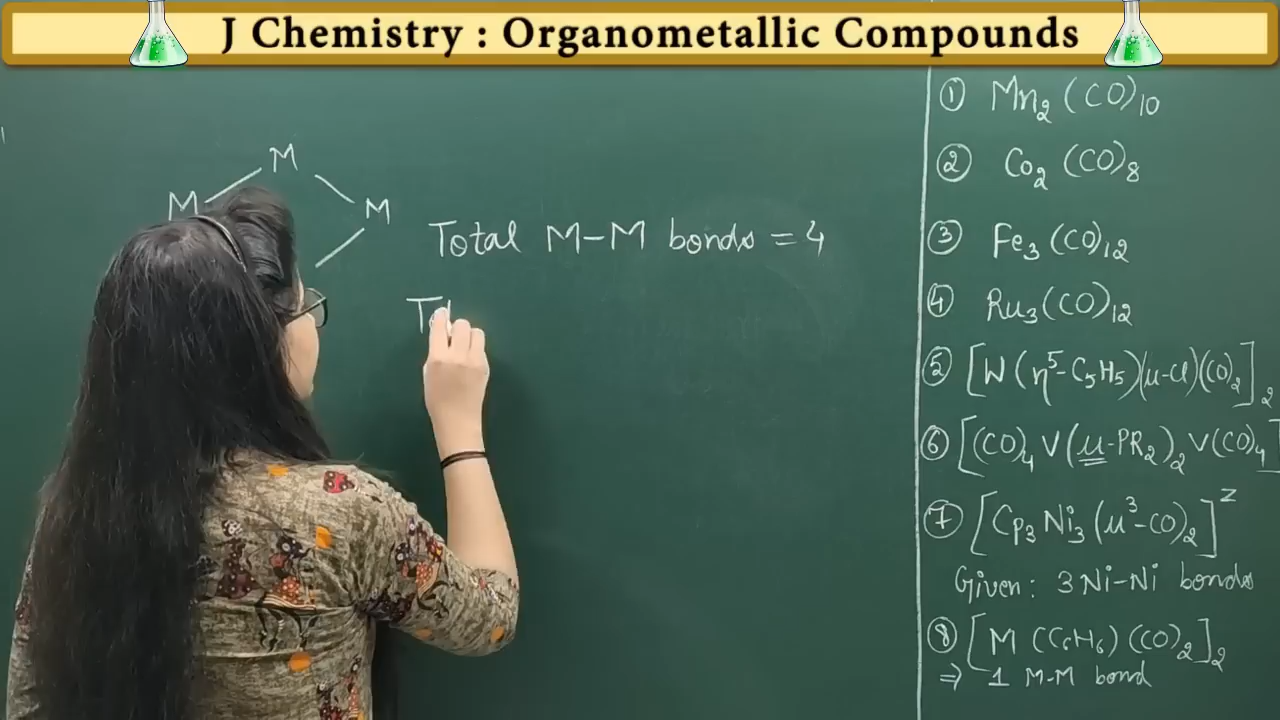 J Chemistry : Organometallic Compounds
M
M
M
Total M-M bonds = 4
① Mn₂ (CO)₁₀
② Co₂ (CO)₈
③ Fe₃(CO)₁₂
④ Ru₃(CO)₁₂
⑤ [W(η⁵-C₅H₅)(μ-Cl)(CO)₂]₂
⑥ [(CO)₄ V(μ-PR₂)₂ V(CO)₄]
⑦ [Cp₃ Ni₃ (μ³-CO)₂]ᶻ
Given: 3 Ni-Ni bonds
⑧ [M (C₆H₆) (CO)₂]₂
⇒ 1 M-M bond